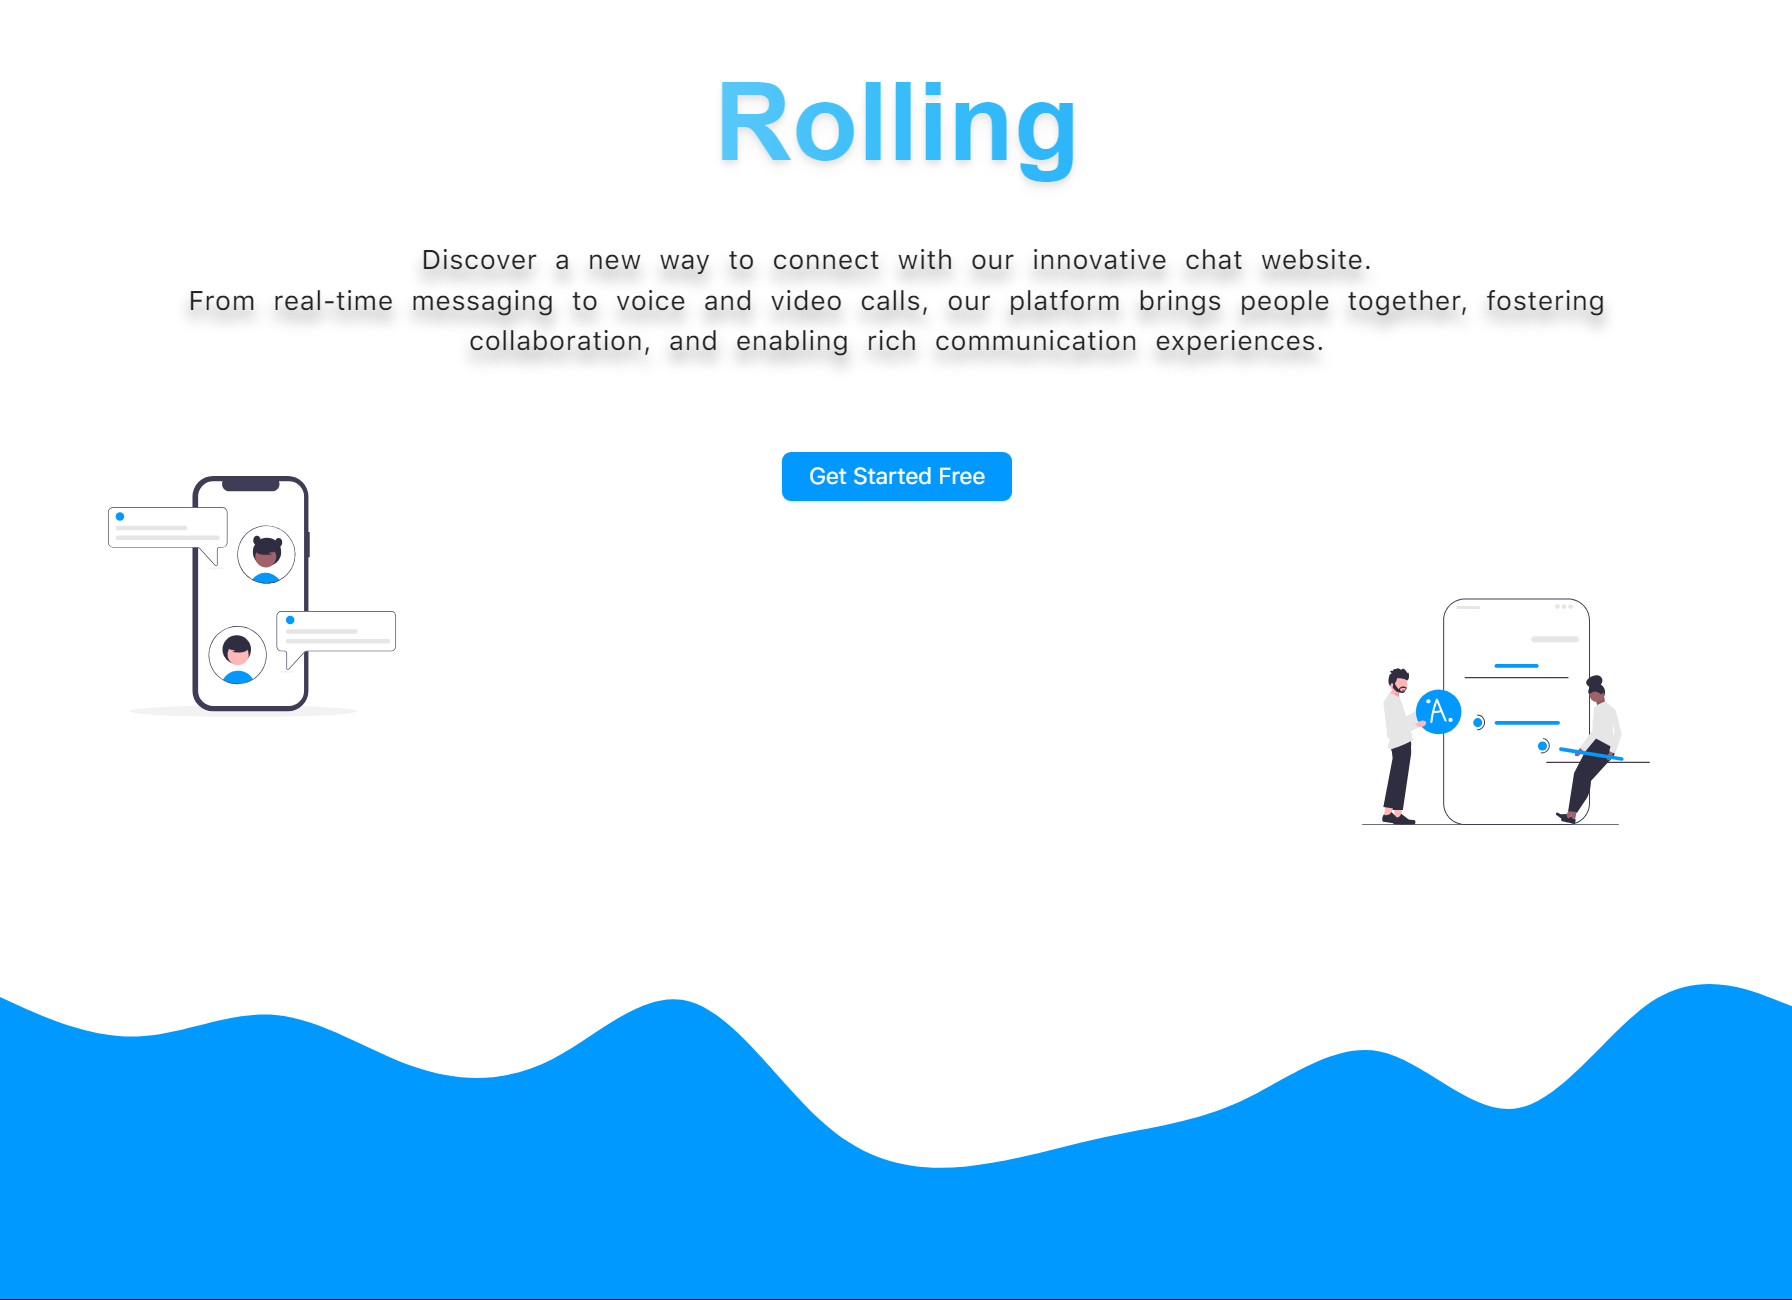 Rolling
Discover a new way to connect with our innovative chat website.
From real-time messaging to voice and video calls, our platform brings people together, fostering
collaboration, and enabling rich communication experiences.
Get Started Free
A